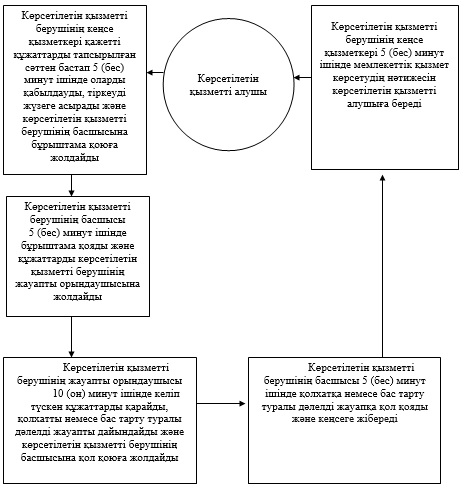 Көрсетілетін қызметті
берушінің кеңсе
қызметкері қажетті
құжаттарды тапсырылған
сәттен бастап 5 (бес)
минут ішінде оларды
қабылдауды, тіркеуді
жүзеге асырады және
көрсетілетін қызметті
берушінің басшысына
бұрыштама қоюға
жолдайды
Көрсетілетін
қызметті алушы
Көрсетілетін қызметті
берушінің кеңсе
қызметкері 5 (бес) минут
ішінде мемлекеттік қызмет
көрсетудің нәтижесін
көрсетілетін қызметті
алушыға береді
Көрсетілетін қызметті
берушінің басшысы
5 (бес) минут ішінде
бұрыштама қояды және
құжаттарды көрсетілетін
қызметті берушінің
жауапты орындаушысына
жолдайды
Көрсетілетін қызметті
берушінің жауапты орындаушысы
10 (он) минут ішінде келіп
түскен құжаттарды қарайды,
қолхатты немесе бас тарту туралы
дәлелді жауапты дайындайды және
көрсетілетін қызметті берушінің
басшысына қол қоюға жолдайды
Көрсетілетін қызметті
берушінің басшысы 5 (бес) минут
ішінде қолхатқа немесе бас тарту
туралы дәлелді жауапқа қол қояды
және кеңсеге жібереді